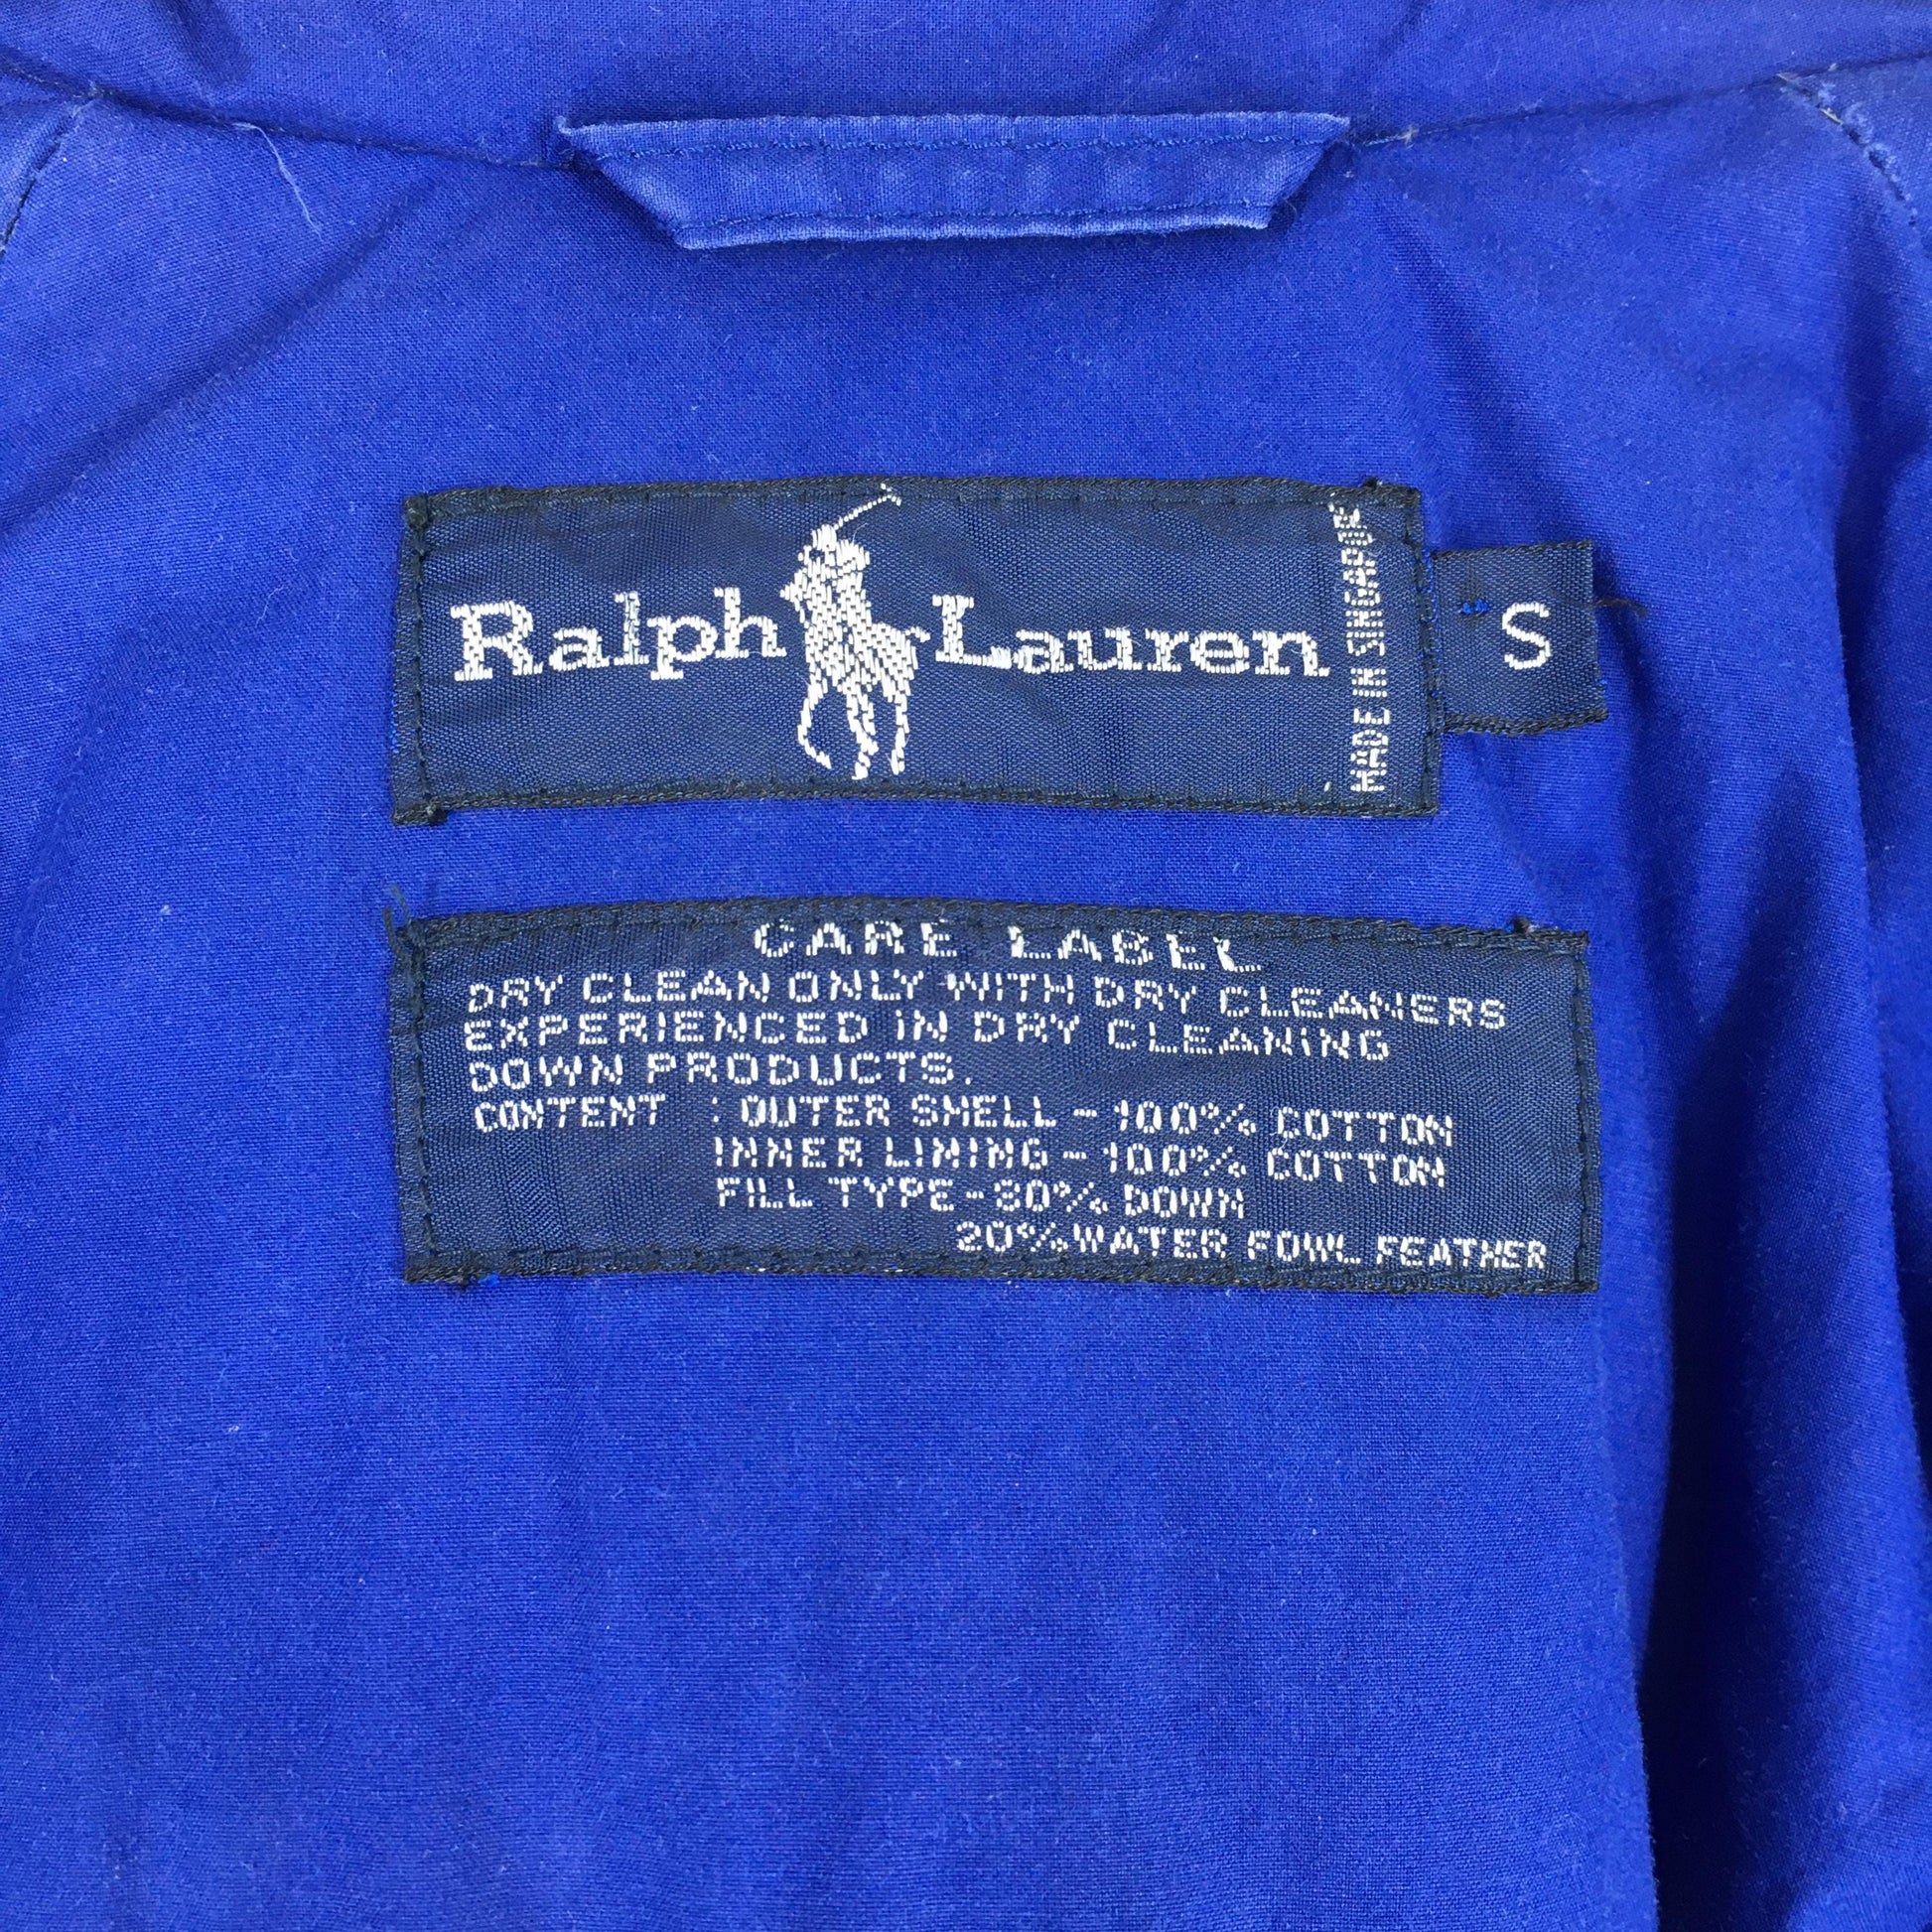 Ralph Lauren
MADE IN SINGAPORE
S
CARE LABEL
DRY CLEAN ONLY WITH DRY CLEANERS
EXPERIENCED IN DRY CLEANING
DOWN PRODUCTS.
CONTENT : OUTER SHELL - 100% COTTON
INNER LINING - 100% COTTON
FILL TYPE - 80% DOWN
20% WATER FOWL FEATHER